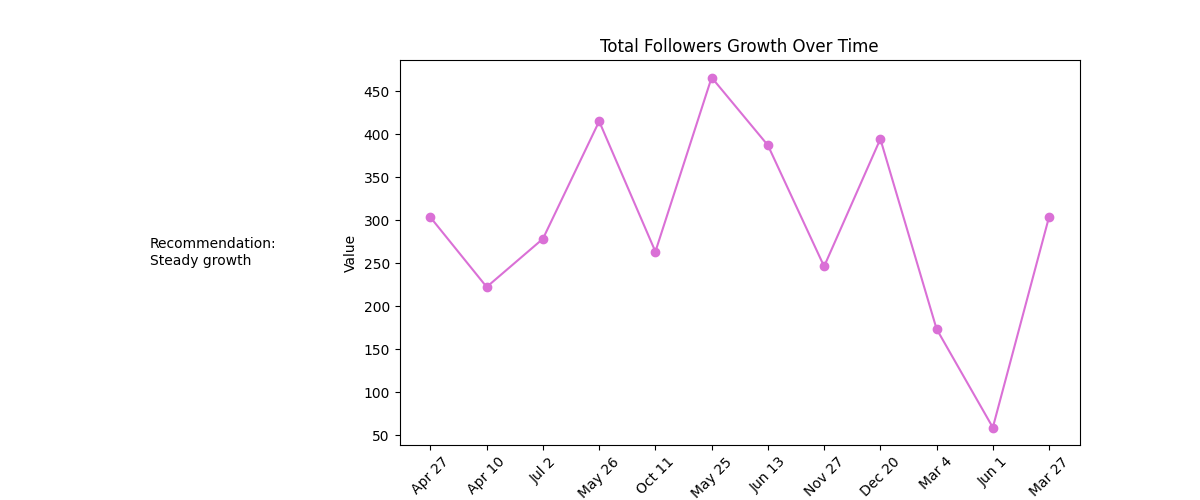 Total Followers Growth Over Time
Recommendation:
Steady growth
Value
450
400
350
300
250
200
150
100
50
Apr 27
Apr 10
Jul 2
May 26
Oct 11
May 25
Jun 13
Nov 27
Dec 20
Mar 4
Jun 1
Mar 27